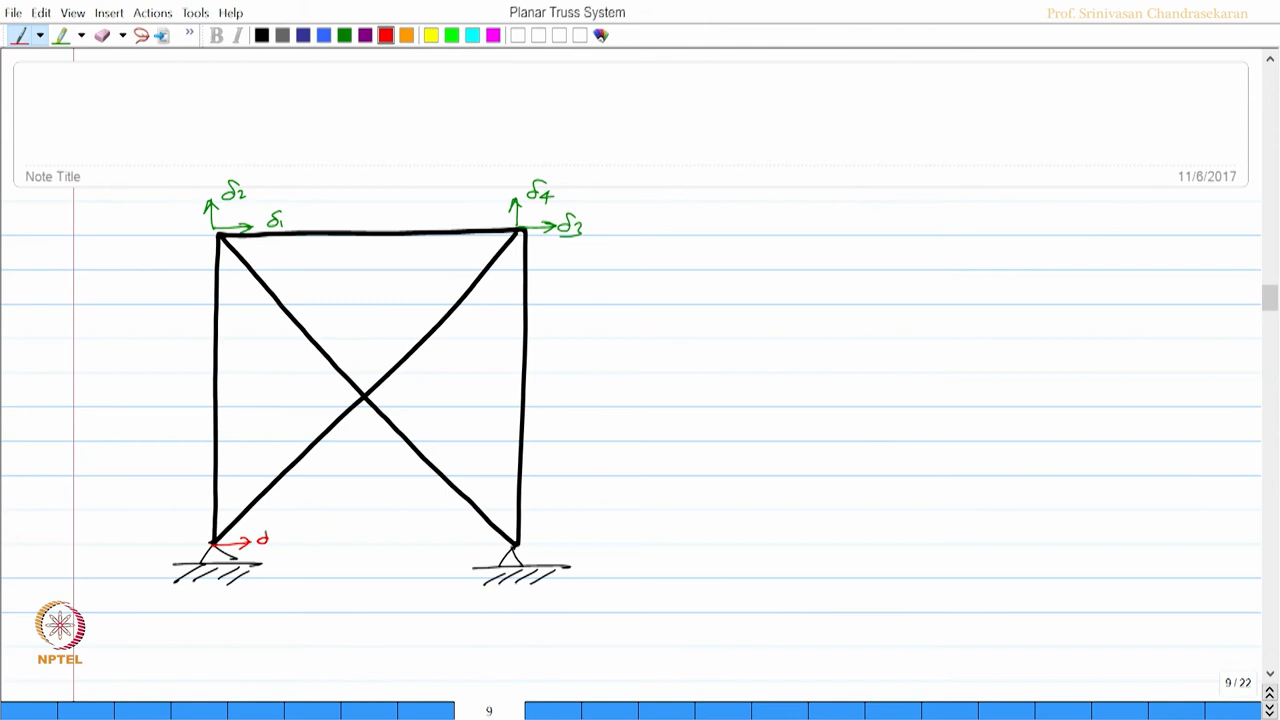 File Edit View Insert Actions Tools Help
Planar Truss System
Prof. Srinivasan Chandrasekaran
B I
Note Title
11/6/2017
δ2
δ4
δ1
δ3
NPTEL
9 / 22
9